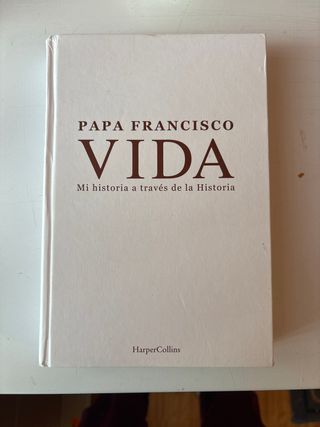 PAPA FRANCISCO
VIDA
Mi historia a través de la Historia
HarperCollins